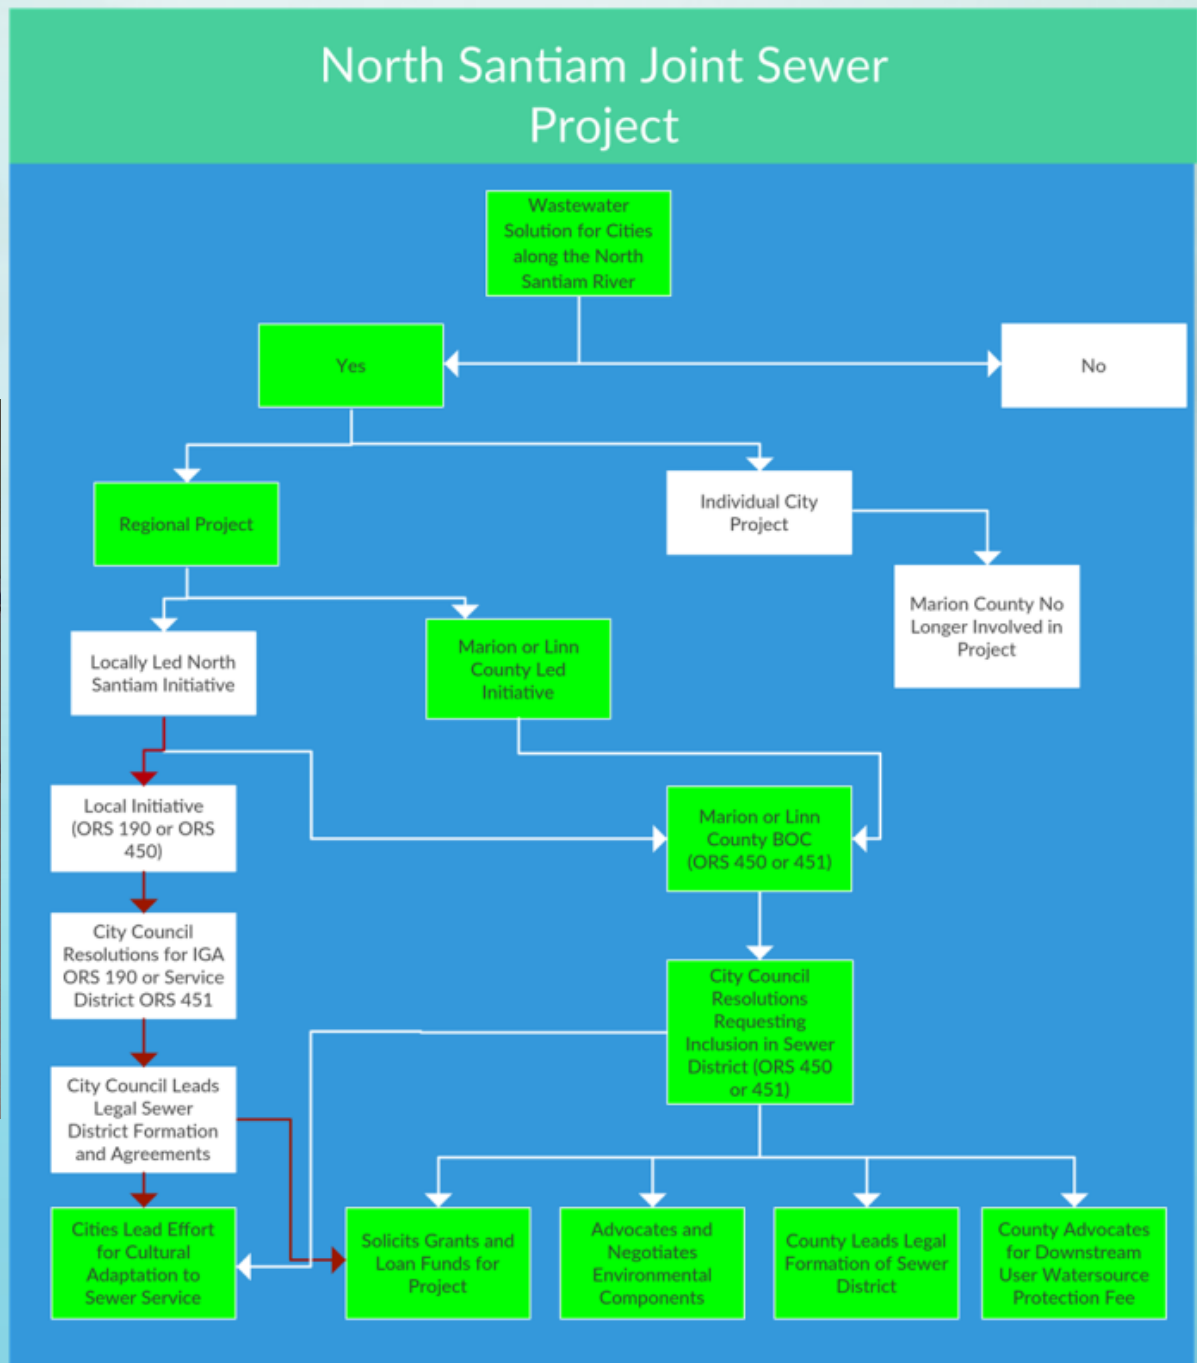 North Santiam Joint Sewer
Project
Wastewater
Solution for Cities
along the North
Santiam River
Yes
No
Regional Project
Individual City
Project
Marion County No
Longer Involved in
Project
Locally Led North
Santiam Initiative
Marion or Linn
County Led
Initiative
Local Initiative
(ORS 190 or ORS
450)
Marion or Linn
County BOC
(ORS 450 or 451)
City Council
Resolutions for IGA
ORS 190 or Service
District ORS 451
City Council
Resolutions
Requesting
Inclusion in Sewer
District (ORS 450
or 451)
City Council Leads
Legal Sewer
District Formation
and Agreements
Cities Lead Effort
for Cultural
Adaptation to
Sewer Service
Solicits Grants and
Loan Funds for
Project
Advocates and
Negotiates
Environmental
Components
County Leads Legal
Formation of Sewer
District
County Advocates
for Downstream
User Watersource
Protection Fee